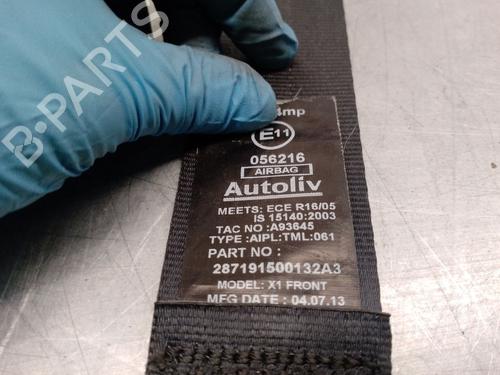 4mp
E11
056216
AIRBAG
Autoliv
MEETS: ECE R16/05
IS 15140:2003
TAC NO : A93645
TYPE :AIPL:TML:061
PART NO :
287191500132A3
MODEL: X1 FRONT
MFG DATE : 04.07.13
B-PARTS